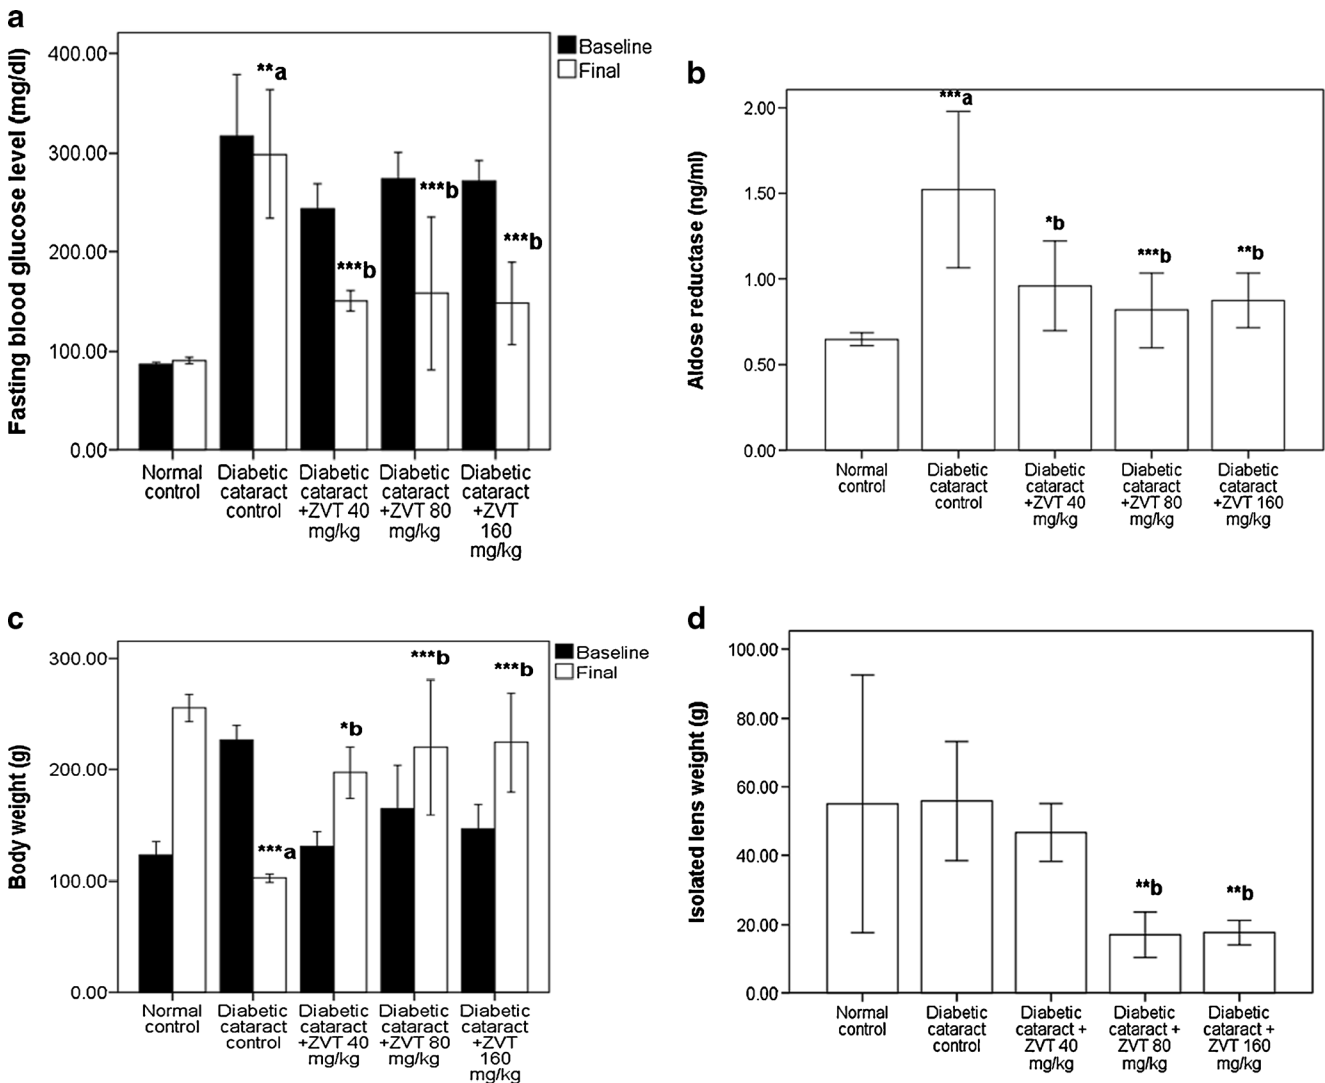 a
Fasting blood glucose level (mg/dl)
400.00
300.00
200.00
100.00
0.00
**a
***b
***b
***b
Baseline
Final
Normal
control
Diabetic
cataract
control
Diabetic
cataract
+ZVT 40
mg/kg
Diabetic
cataract
+ZVT 80
mg/kg
Diabetic
cataract
+ZVT
160
mg/kg
b
Aldose reductase (ng/ml)
2.00
1.50
1.00
0.50
0.00
***a
*b
***b
**b
Normal
control
Diabetic
cataract
control
Diabetic
cataract
+ZVT 40
mg/kg
Diabetic
cataract
+ZVT 80
mg/kg
Diabetic
cataract
+ZVT 160
mg/kg
c
Body weight (g)
300.00
200.00
100.00
0.00
***a
*b
***b
***b
Baseline
Final
Normal
control
Diabetic
cataract
control
Diabetic
cataract
+ZVT 40
mg/kg
Diabetic
cataract
+ZVT 80
mg/kg
Diabetic
cataract
+ZVT
160
mg/kg
d
Isolated lens weight (g)
100.00
80.00
60.00
40.00
20.00
0.00
**b
**b
Normal
control
Diabetic
cataract
control
Diabetic
cataract +
ZVT 40
mg/kg
Diabetic
cataract +
ZVT 80
mg/kg
Diabetic
cataract +
ZVT 160
mg/kg